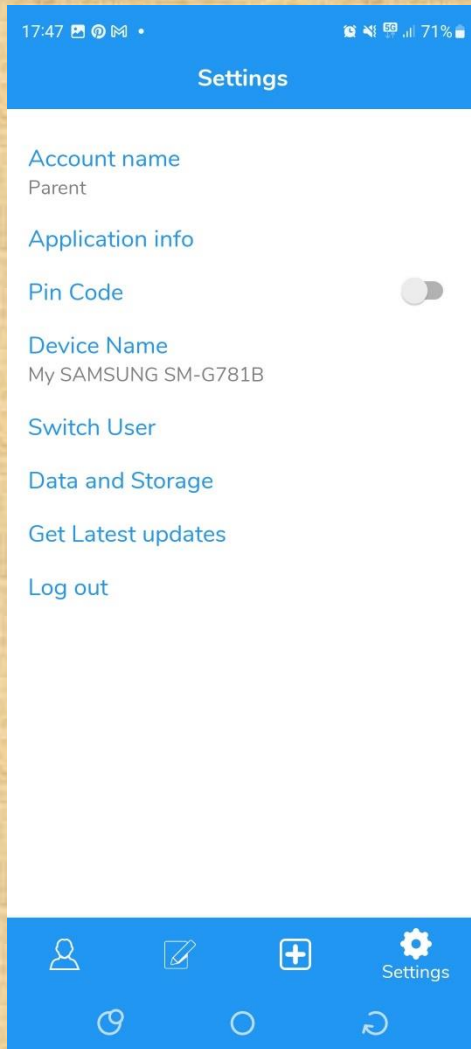 17:47
5G 71%
Settings
Account name
Parent
Application info
Pin Code
Device Name
My SAMSUNG SM-G781B
Switch User
Data and Storage
Get Latest updates
Log out
Settings